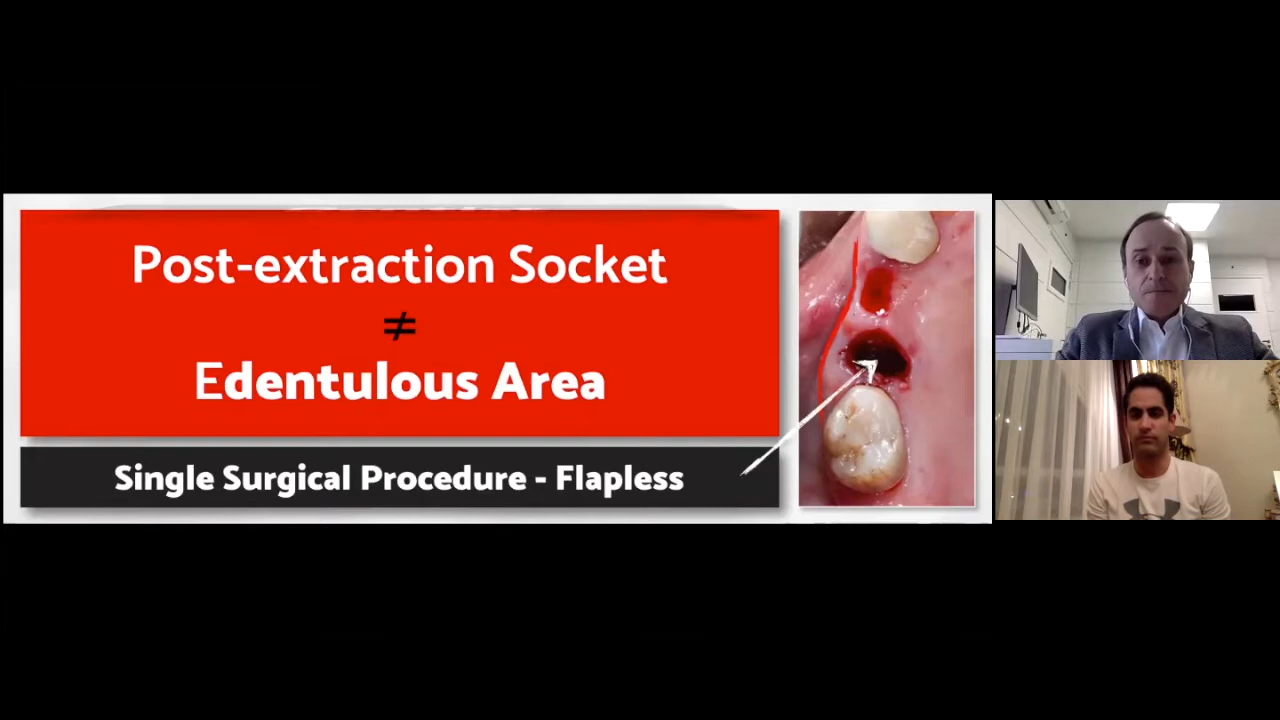 Post-extraction Socket
≠
Edentulous Area
Single Surgical Procedure - Flapless